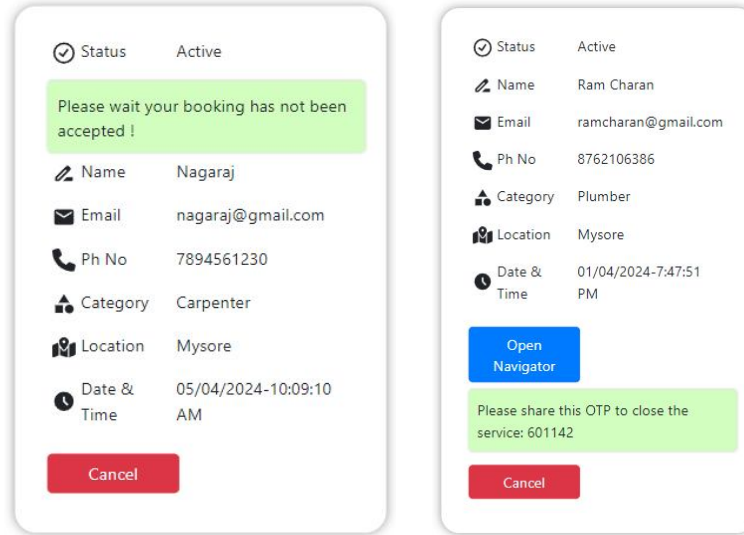 Status Active
Please wait your booking has not been
accepted !
Name Nagaraj
Email nagaraj@gmail.com
Ph No 7894561230
Category Carpenter
Location Mysore
Date & 05/04/2024-10:09:10
Time AM
Cancel
Status Active
Name Ram Charan
Email ramcharan@gmail.com
Ph No 8762106386
Category Plumber
Location Mysore
Date & 01/04/2024-7:47:51
Time PM
Open
Navigator
Please share this OTP to close the
service: 601142
Cancel